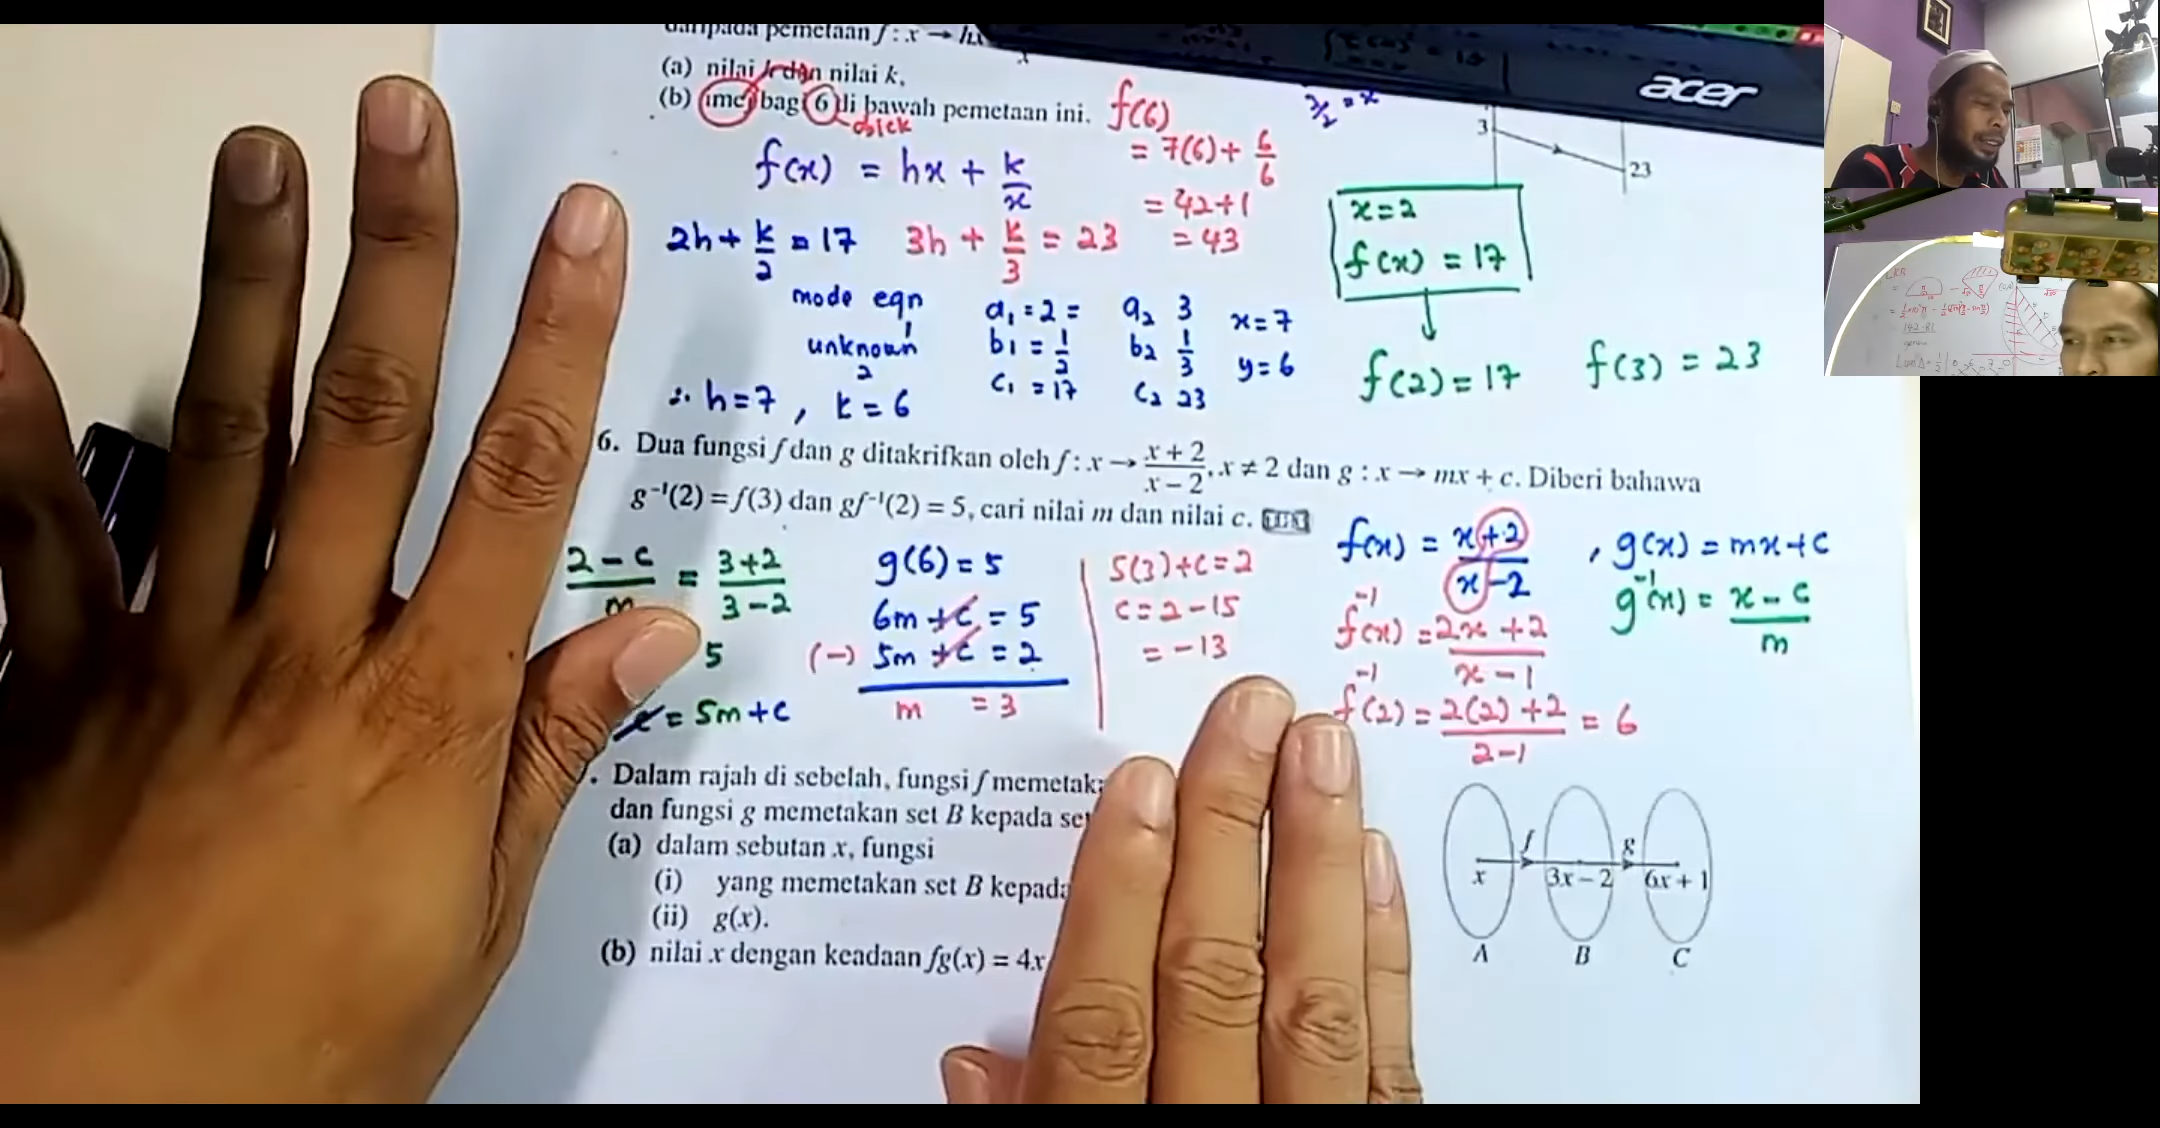 daripada pemetaan f : x → hx
(a) nilai h dan nilai k,
(b) imej bagi 6 di bawah pemetaan ini.
obick
acer
f(x) = hx + k/x
f(6)
= 7(6) + 6/6
= 42+1
= 43
3/2 = x
3
23
2h + k/2 = 17
3h + k/3 = 23
x=2
f(x) = 17
mode eqn
1
unknown
2
a₁ = 2 = a₂ 3
b₁ = 1/2 b₂ 1/3
c₁ = 17 c₂ 23
x=7
y=6
f(2) = 17
f(3) = 23
∴ h=7 , k=6
6. Dua fungsi f dan g ditakrifkan oleh f : x → (x + 2)/(x − 2), x ≠ 2 dan g : x → mx + c. Diberi bahawa
g⁻¹(2) = f(3) dan gf⁻¹(2) = 5, cari nilai m dan nilai c.
(2 − c)/m = (3+2)/(3−2)
5
= 5m+c
g(6) = 5
6m + c = 5
(−) 5m + c = 2
m = 3
5(3)+c = 2
c = 2 − 15
= −13
f(x) = (x+2)/(x−2) , g(x) = mx+c
f⁻¹(x) = (2x+2)/(x−1)
g⁻¹(x) = (x − c)/m
f⁻¹(2) = (2(2)+2)/(2−1) = 6
. Dalam rajah di sebelah, fungsi f memetak
dan fungsi g memetakan set B kepada set
(a) dalam sebutan x, fungsi
(i) yang memetakan set B kepada
(ii) g(x).
(b) nilai x dengan keadaan fg(x) = 4x
f g
x 3x − 2 6x + 1
A B C